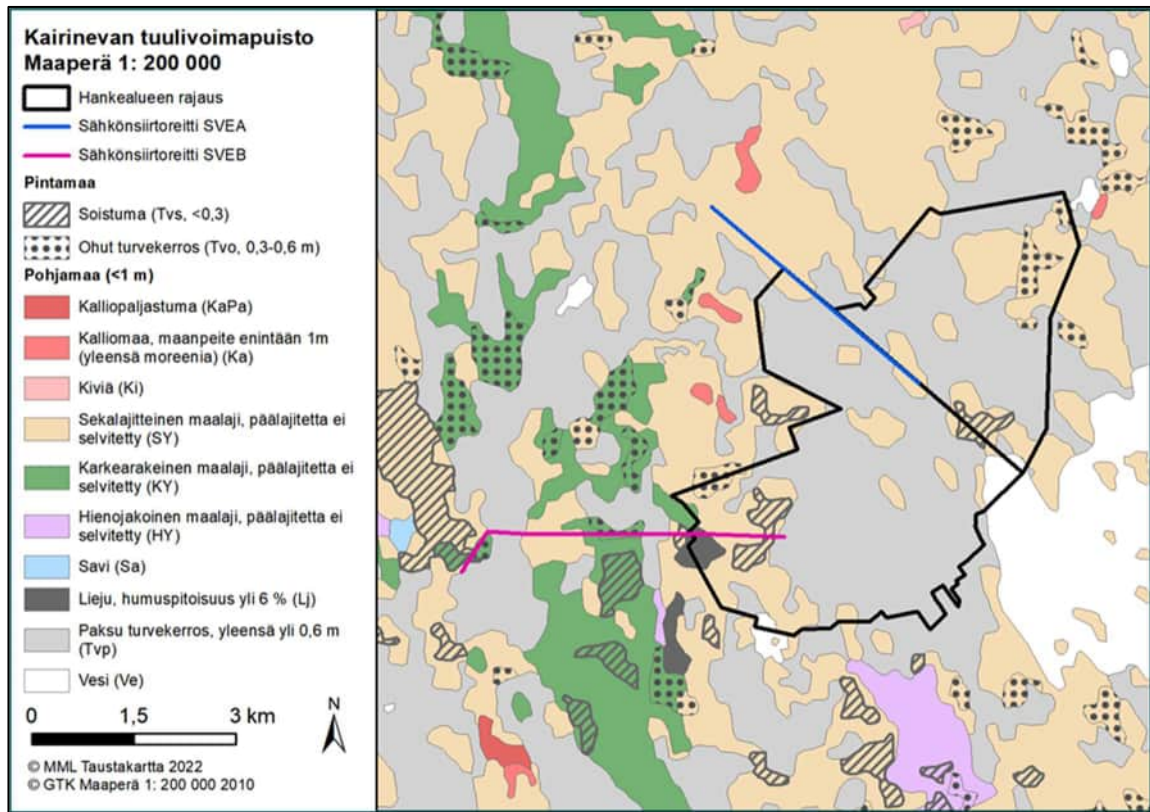 Kairinevan tuulivoimapuisto
Maaperä 1: 200 000
Hankealueen rajaus
Sähkönsiirtoreitti SVEA
Sähkönsiirtoreitti SVEB
Pintamaa
Soistuma (Tvs, <0,3)
Ohut turvekerros (Tvo, 0,3-0,6 m)
Pohjamaa (<1 m)
Kalliopaljastuma (KaPa)
Kalliomaa, maanpeite enintään 1m
(yleensä moreenia) (Ka)
Kiviä (Ki)
Sekalajitteinen maalaji, päälajitetta ei
selvitetty (SY)
Karkearakeinen maalaji, päälajitetta ei
selvitetty (KY)
Hienojakoinen maalaji, päälajitetta ei
selvitetty (HY)
Savi (Sa)
Lieju, humuspitoisuus yli 6 % (Lj)
Paksu turvekerros, yleensä yli 0,6 m
(Tvp)
Vesi (Ve)
0 1,5 3 km
N
© MML Taustakartta 2022
© GTK Maaperä 1: 200 000 2010